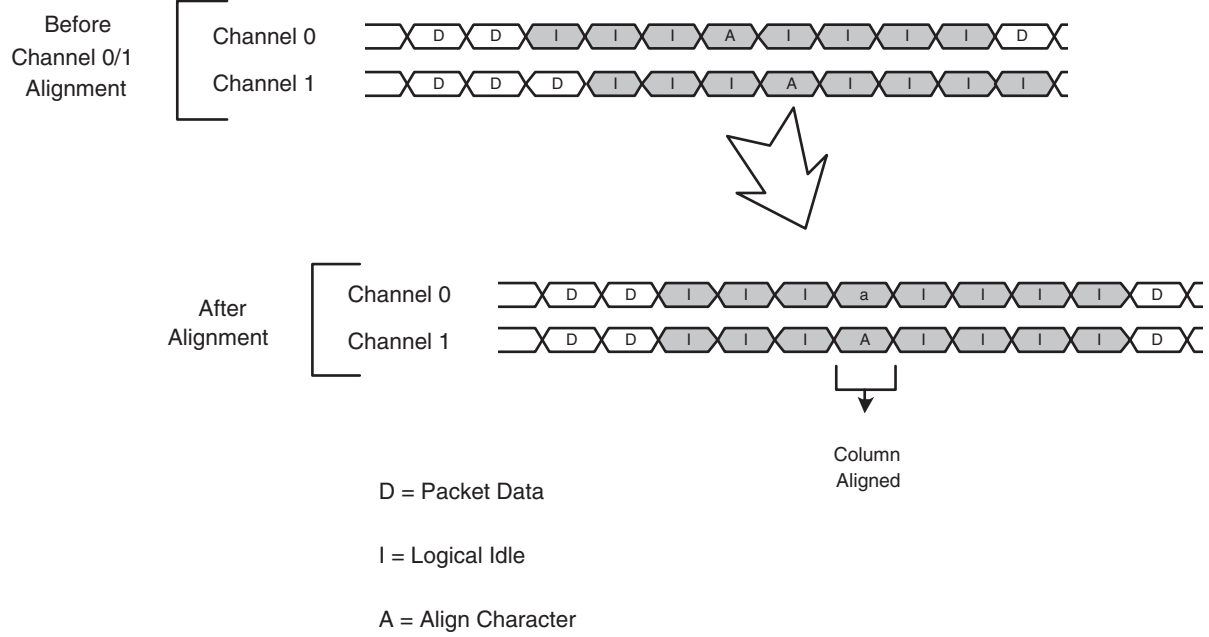 Before
Channel 0/1
Alignment
Channel 0 D D I I I A I I I I D
Channel 1 D D D I I I A I I I I
After
Alignment
Channel 0 D D I I I a I I I I D
Channel 1 D D I I I A I I I I D
Column
Aligned
D = Packet Data
I = Logical Idle
A = Align Character